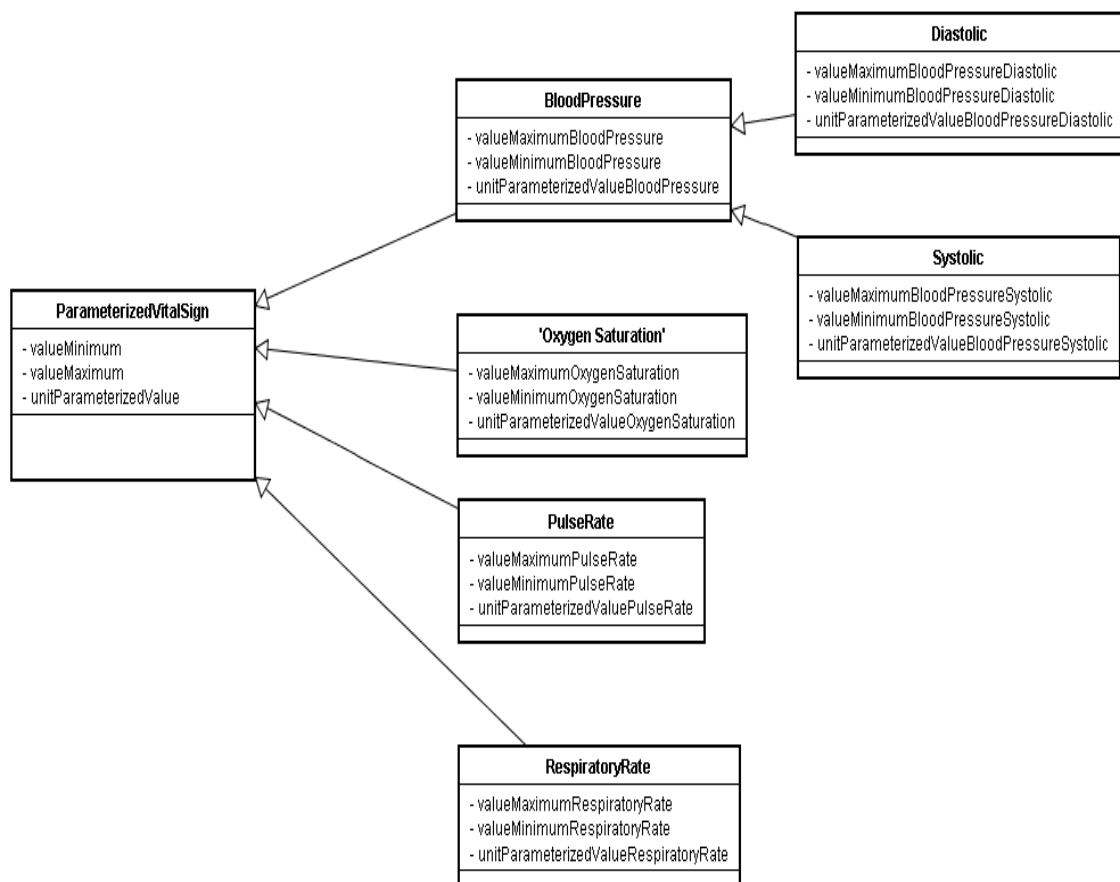 Diastolic
- valueMaximumBloodPressureDiastolic
- valueMinimumBloodPressureDiastolic
- unitParameterizedValueBloodPressureDiastolic
BloodPressure
- valueMaximumBloodPressure
- valueMinimumBloodPressure
- unitParameterizedValueBloodPressure
Systolic
- valueMaximumBloodPressureSystolic
- valueMinimumBloodPressureSystolic
- unitParameterizedValueBloodPressureSystolic
ParameterizedVitalSign
- valueMinimum
- valueMaximum
- unitParameterizedValue
'Oxygen Saturation'
- valueMaximumOxygenSaturation
- valueMinimumOxygenSaturation
- unitParameterizedValueOxygenSaturation
PulseRate
- valueMaximumPulseRate
- valueMinimumPulseRate
- unitParameterizedValuePulseRate
RespiratoryRate
- valueMaximumRespiratoryRate
- valueMinimumRespiratoryRate
- unitParameterizedValueRespiratoryRate